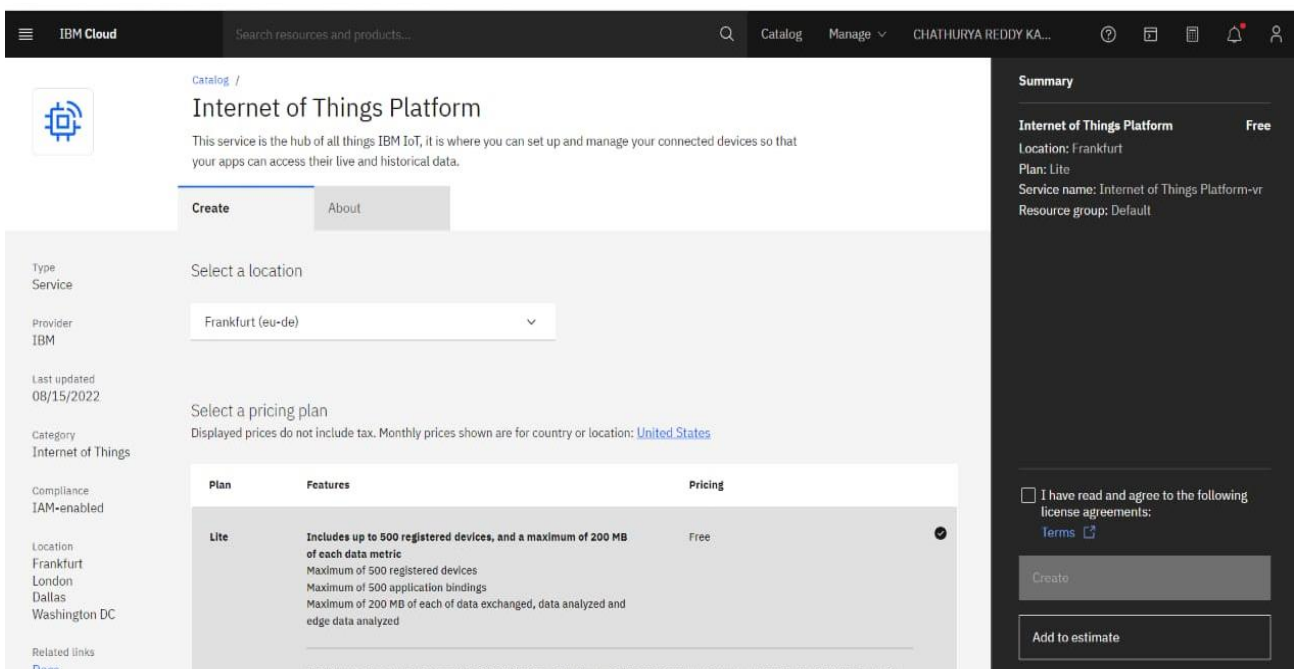 IBM Cloud
Search resources and products...
Catalog
Manage
CHATHURYA REDDY KA...
Catalog /
Internet of Things Platform
This service is the hub of all things IBM IoT, it is where you can set up and manage your connected devices so that
your apps can access their live and historical data.
Create
About
Type
Service
Provider
IBM
Last updated
08/15/2022
Category
Internet of Things
Compliance
IAM-enabled
Location
Frankfurt
London
Dallas
Washington DC
Related links
Select a location
Frankfurt (eu-de)
Select a pricing plan
Displayed prices do not include tax. Monthly prices shown are for country or location: United States
Plan Features Pricing
Lite
Includes up to 500 registered devices, and a maximum of 200 MB
of each data metric
Maximum of 500 registered devices
Maximum of 500 application bindings
Maximum of 200 MB of each of data exchanged, data analyzed and
edge data analyzed
Free
Summary
Internet of Things Platform Free
Location: Frankfurt
Plan: Lite
Service name: Internet of Things Platform-vr
Resource group: Default
I have read and agree to the following
license agreements:
Terms
Create
Add to estimate